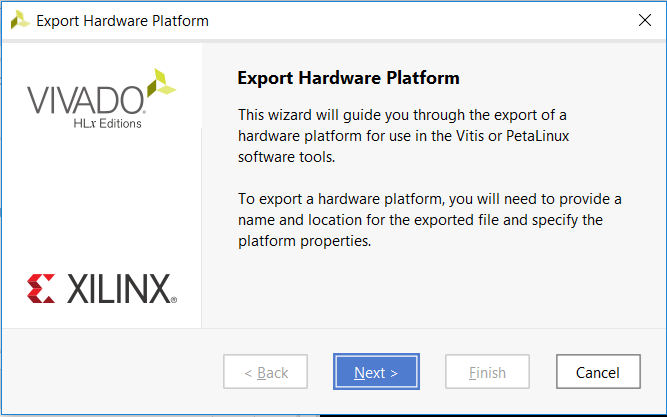 Export Hardware Platform
VIVADO.
HLx Editions
Export Hardware Platform
This wizard will guide you through the export of a
hardware platform for use in the Vitis or PetaLinux
software tools.
To export a hardware platform, you will need to provide a
name and location for the exported file and specify the
platform properties.
XILINX®
< Back
Next >
Finish
Cancel